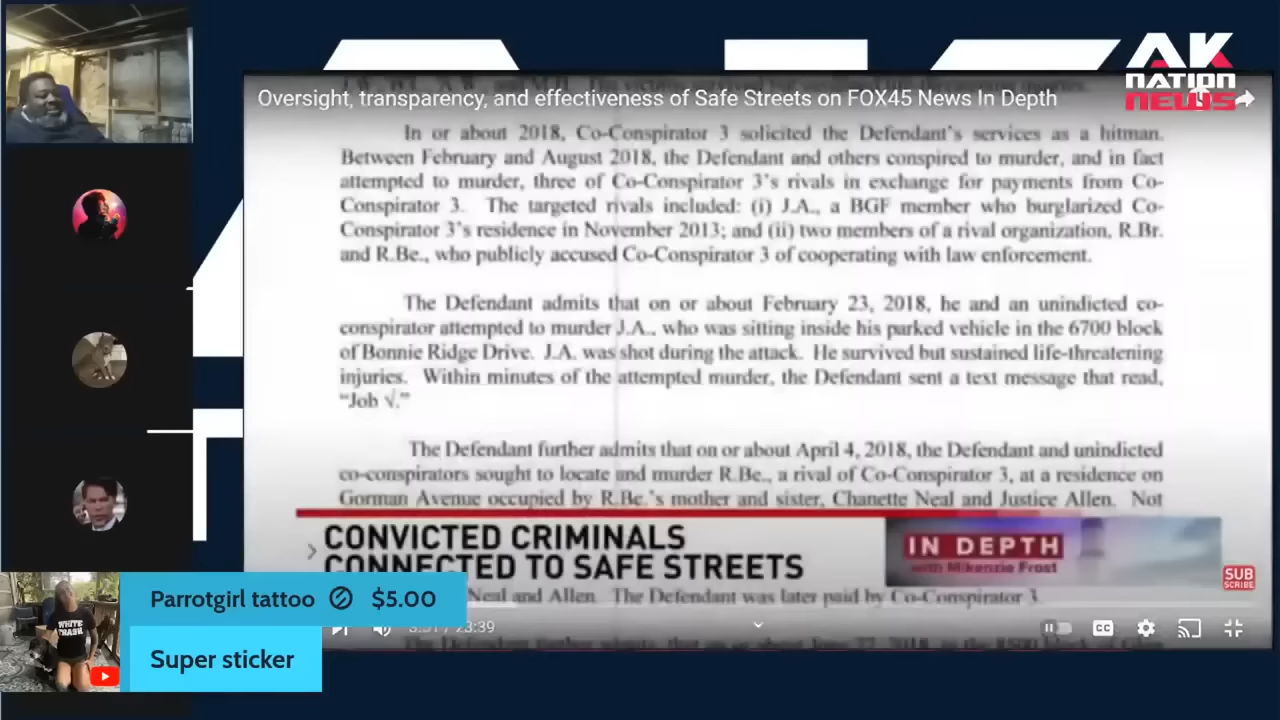 AK
NATION
NEWS
Oversight, transparency, and effectiveness of Safe Streets on FOX45 News In Depth
In or about 2018, Co-Conspirator 3 solicited the Defendant's services as a hitman.
Between February and August 2018, the Defendant and others conspired to murder, and in fact
attempted to murder, three of Co-Conspirator 3's rivals in exchange for payments from Co-
Conspirator 3. The targeted rivals included: (i) J.A., a BGF member who burglarized Co-
Conspirator 3's residence in November 2013; and (ii) two members of a rival organization, R.Br.
and R.Be., who publicly accused Co-Conspirator 3 of cooperating with law enforcement.
The Defendant admits that on or about February 23, 2018, he and an unindicted co-
conspirator attempted to murder J.A., who was sitting inside his parked vehicle in the 6700 block
of Bonnie Ridge Drive. J.A. was shot during the attack. He survived but sustained life-threatening
injuries. Within minutes of the attempted murder, the Defendant sent a text message that read,
"Job √."
The Defendant further admits that on or about April 4, 2018, the Defendant and unindicted
co-conspirators sought to locate and murder R.Be., a rival of Co-Conspirator 3, at a residence on
Gorman Avenue occupied by R.Be.'s mother and sister, Chanette Neal and Justice Allen. Not
CONVICTED CRIMINALS
CONNECTED TO SAFE STREETS
IN DEPTH
with Mikenzie Frost
SUB
SCRIBE
Neal and Allen. The Defendant was later paid by Co-Conspirator 3.
23:39
CC
WHITE
TRASH
Parrotgirl tattoo $5.00
Super sticker